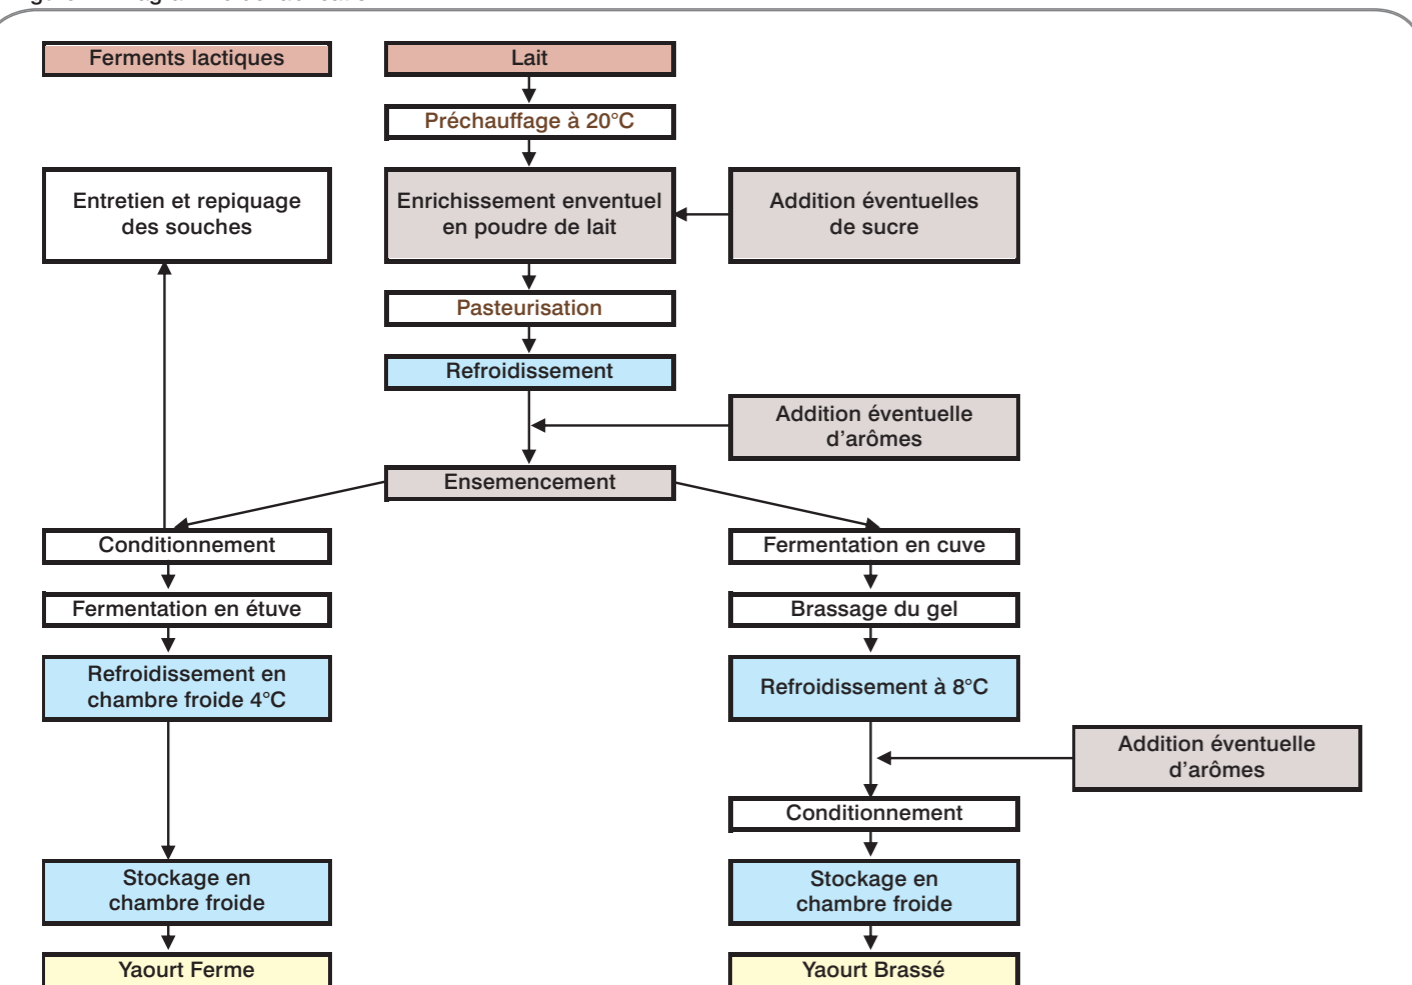 Ferments lactiques
Lait
Préchauffage à 20°C
Entretien et repiquage
des souches
Enrichissement enventuel
en poudre de lait
Addition éventuelles
de sucre
Pasteurisation
Refroidissement
Addition éventuelle
d'arômes
Ensemencement
Conditionnement
Fermentation en cuve
Fermentation en étuve
Brassage du gel
Refroidissement en
chambre froide 4°C
Refroidissement à 8°C
Addition éventuelle
d'arômes
Conditionnement
Stockage en
chambre froide
Stockage en
chambre froide
Yaourt Ferme
Yaourt Brassé